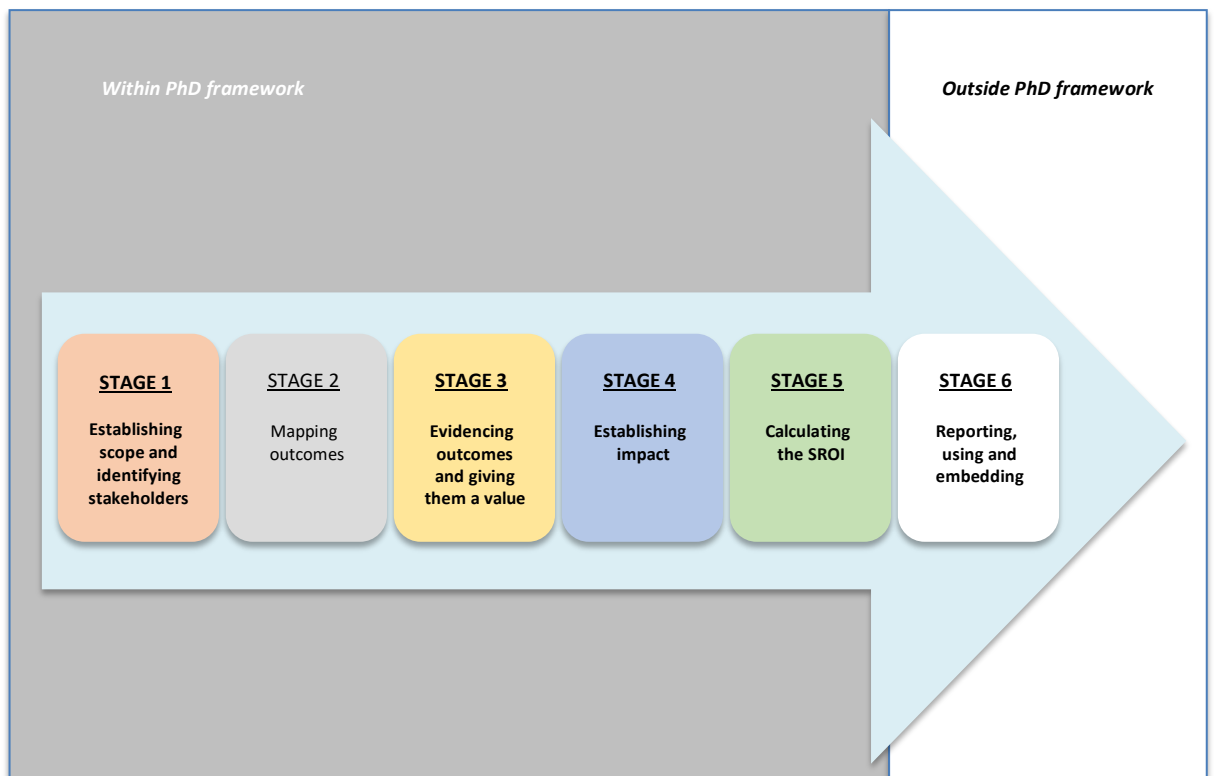 Within PhD framework
Outside PhD framework
STAGE 1
Establishing
scope and
identifying
stakeholders
STAGE 2
Mapping
outcomes
STAGE 3
Evidencing
outcomes
and giving
them a value
STAGE 4
Establishing
impact
STAGE 5
Calculating
the SROI
STAGE 6
Reporting,
using and
embedding